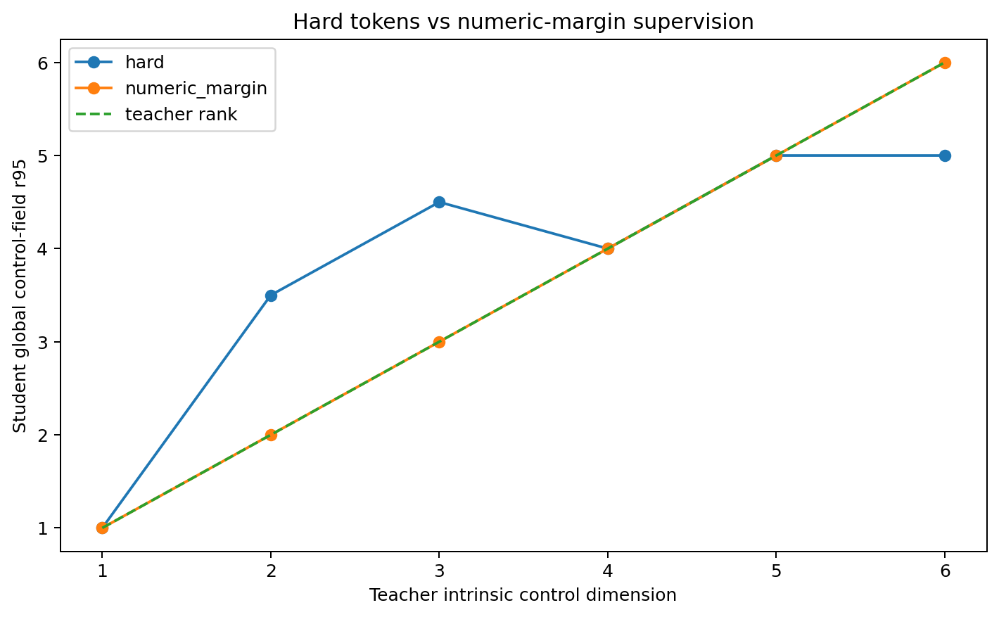 Hard tokens vs numeric-margin supervision
hard
numeric_margin
teacher rank
6
5
4
3
2
1
Student global control-field r95
1 2 3 4 5 6
Teacher intrinsic control dimension